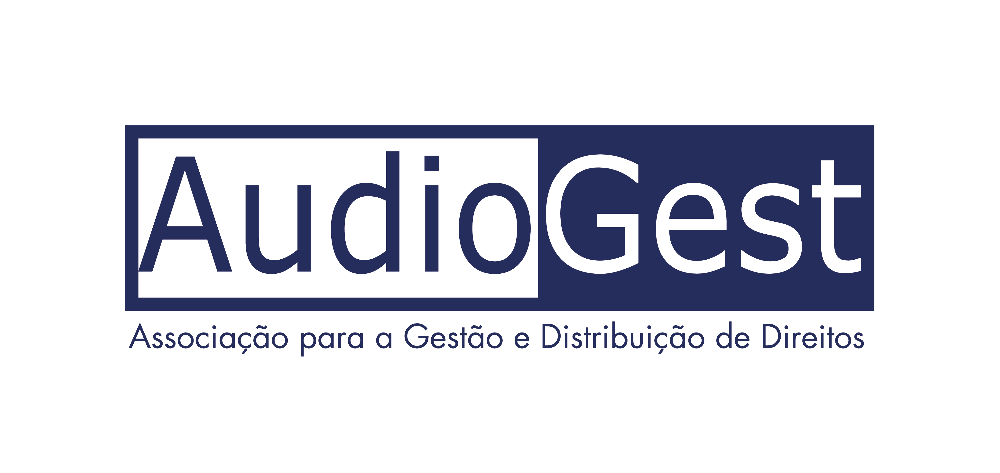 AudioGest
Associação para a Gestão e Distribuição de Direitos